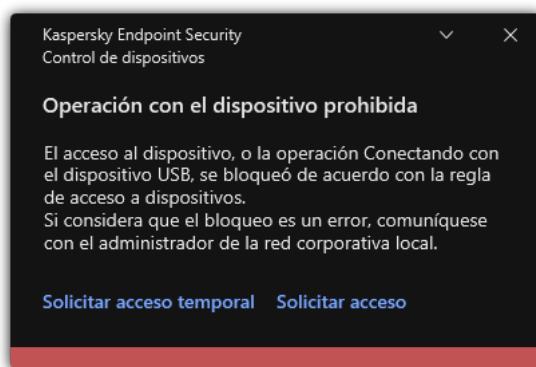 Kaspersky Endpoint Security
Control de dispositivos
Operación con el dispositivo prohibida
El acceso al dispositivo, o la operación Conectando con
el dispositivo USB, se bloqueó de acuerdo con la regla
de acceso a dispositivos.
Si considera que el bloqueo es un error, comuníquese
con el administrador de la red corporativa local.
Solicitar acceso temporal Solicitar acceso